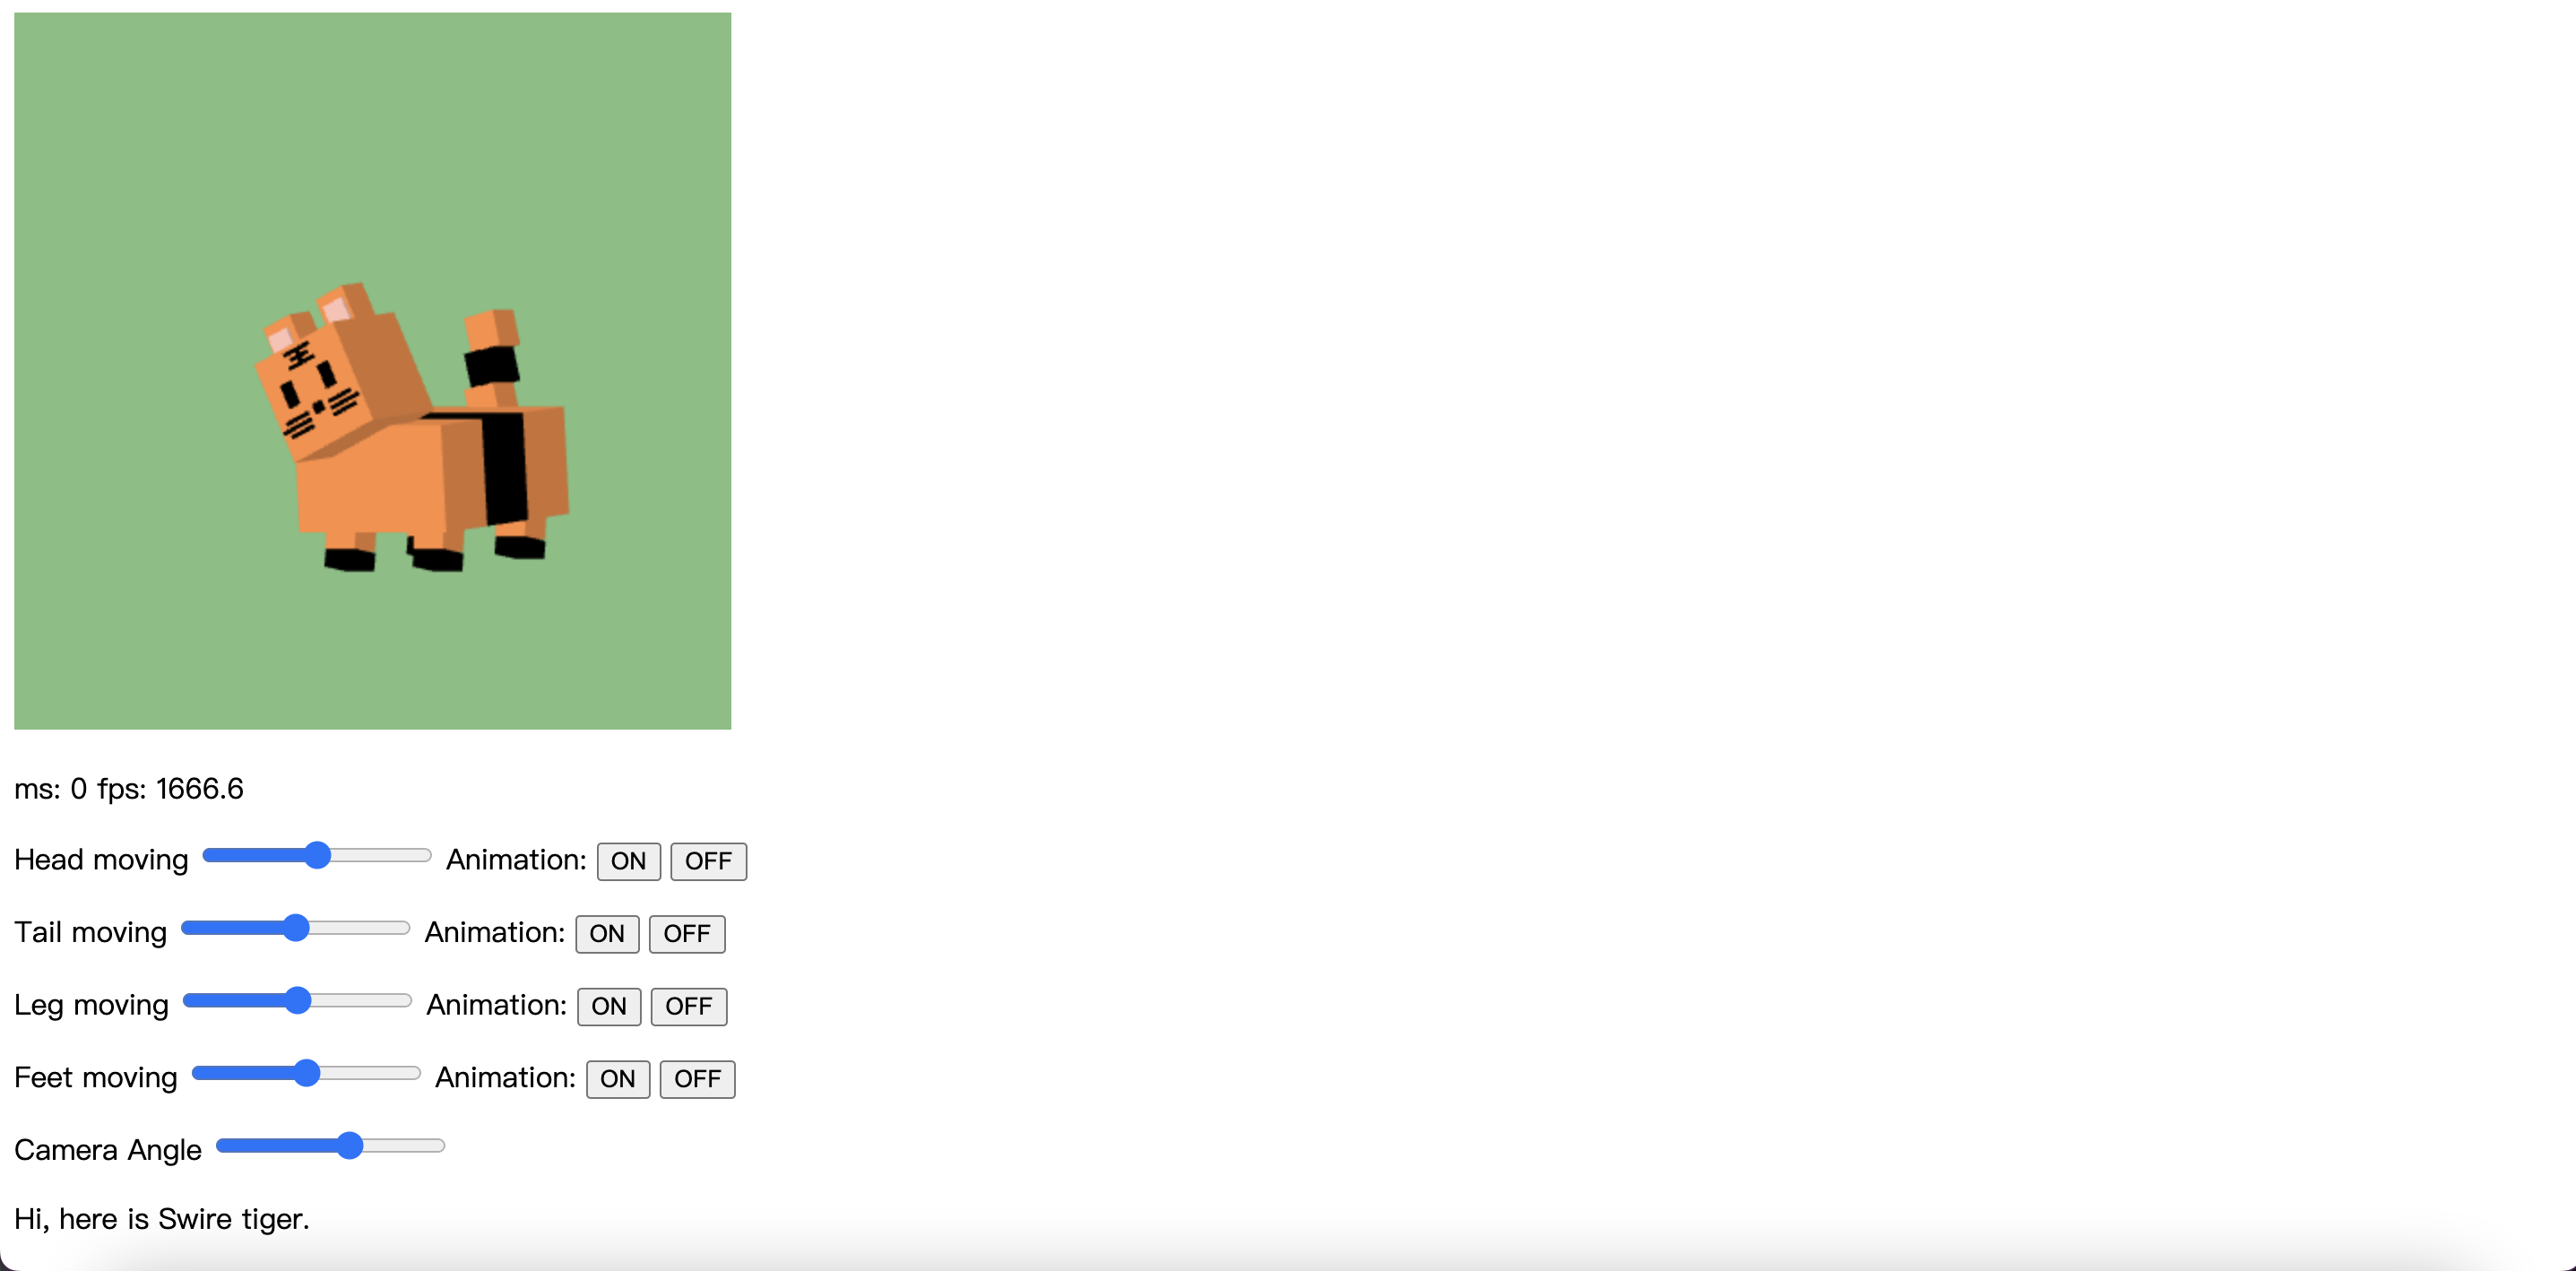 ms: 0 fps: 1666.6
Head moving Animation: ON OFF
Tail moving Animation: ON OFF
Leg moving Animation: ON OFF
Feet moving Animation: ON OFF
Camera Angle
Hi, here is Swire tiger.